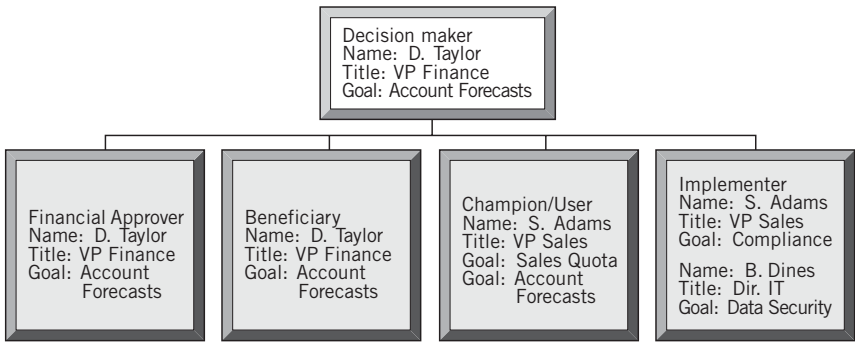 Decision maker
Name: D. Taylor
Title: VP Finance
Goal: Account Forecasts
Financial Approver
Name: D. Taylor
Title: VP Finance
Goal: Account
Forecasts
Beneficiary
Name: D. Taylor
Title: VP Finance
Goal: Account
Forecasts
Champion/User
Name: S. Adams
Title: VP Sales
Goal: Sales Quota
Goal: Account
Forecasts
Implementer
Name: S. Adams
Title: VP Sales
Goal: Compliance
Name: B. Dines
Title: Dir. IT
Goal: Data Security